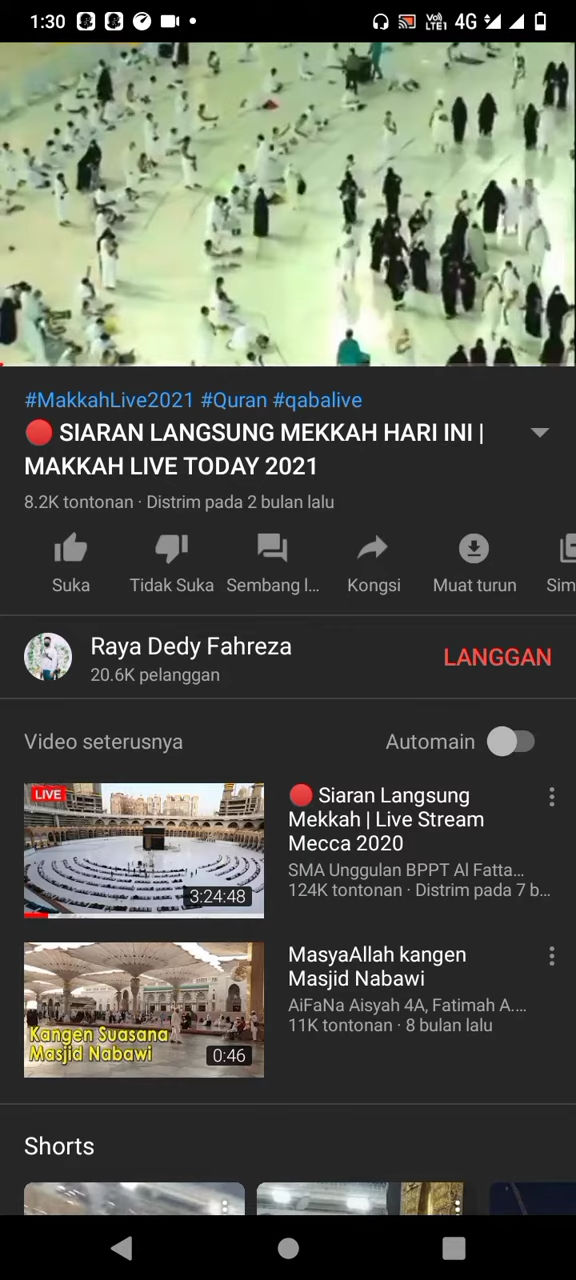 1:30
Vo) 4G
LTE1
#MakkahLive2021 #Quran #qabalive
🔴 SIARAN LANGSUNG MEKKAH HARI INI |
MAKKAH LIVE TODAY 2021
8.2K tontonan · Distrim pada 2 bulan lalu
Suka
Tidak Suka
Sembang l...
Kongsi
Muat turun
Sim
Raya Dedy Fahreza
20.6K pelanggan
LANGGAN
Video seterusnya
Automain
LIVE
3:24:48
🔴 Siaran Langsung
Mekkah | Live Stream
Mecca 2020
SMA Unggulan BPPT Al Fatta...
124K tontonan · Distrim pada 7 b...
Kangen Suasana
Masjid Nabawi
0:46
MasyaAllah kangen
Masjid Nabawi
AiFaNa Aisyah 4A, Fatimah A....
11K tontonan · 8 bulan lalu
Shorts